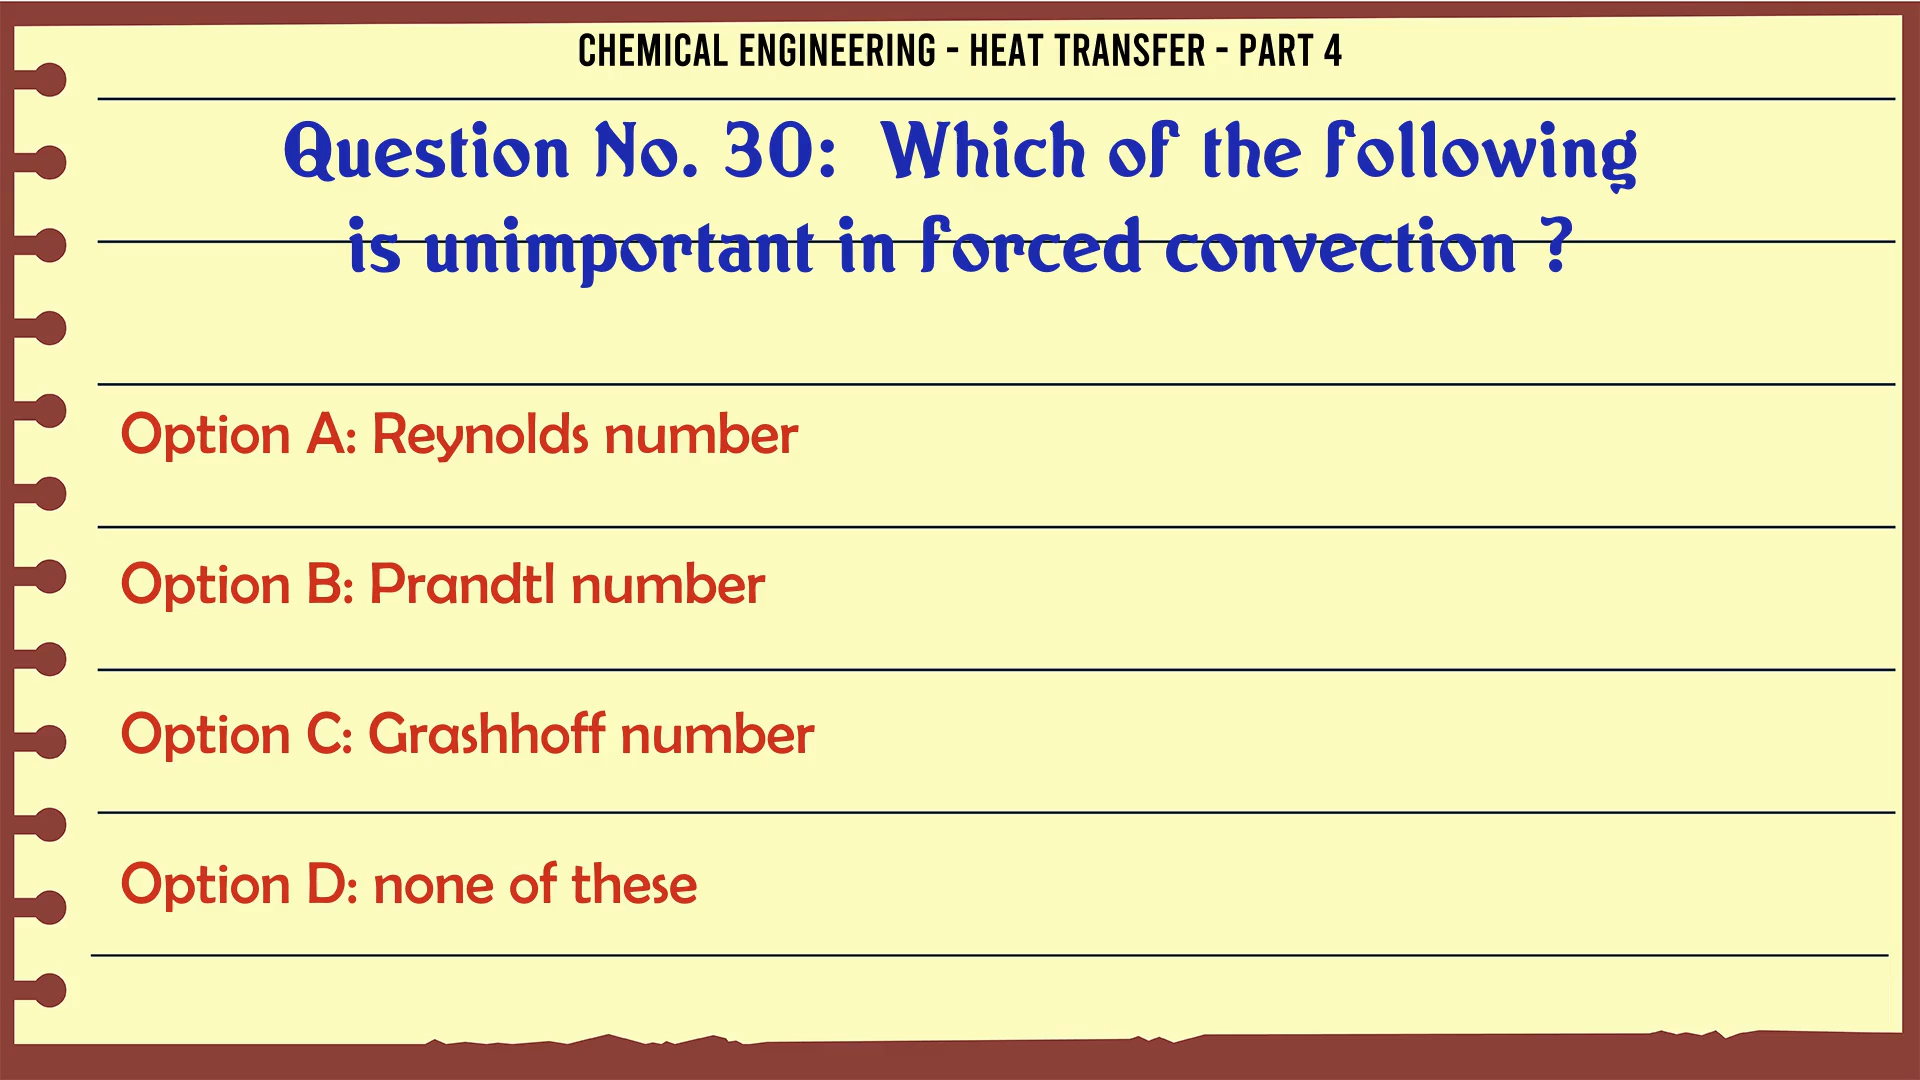 CHEMICAL ENGINEERING - HEAT TRANSFER - PART 4
Question No. 30: Which of the following
is unimportant in forced convection ?
Option A: Reynolds number
Option B: Prandtl number
Option C: Grashhoff number
Option D: none of these